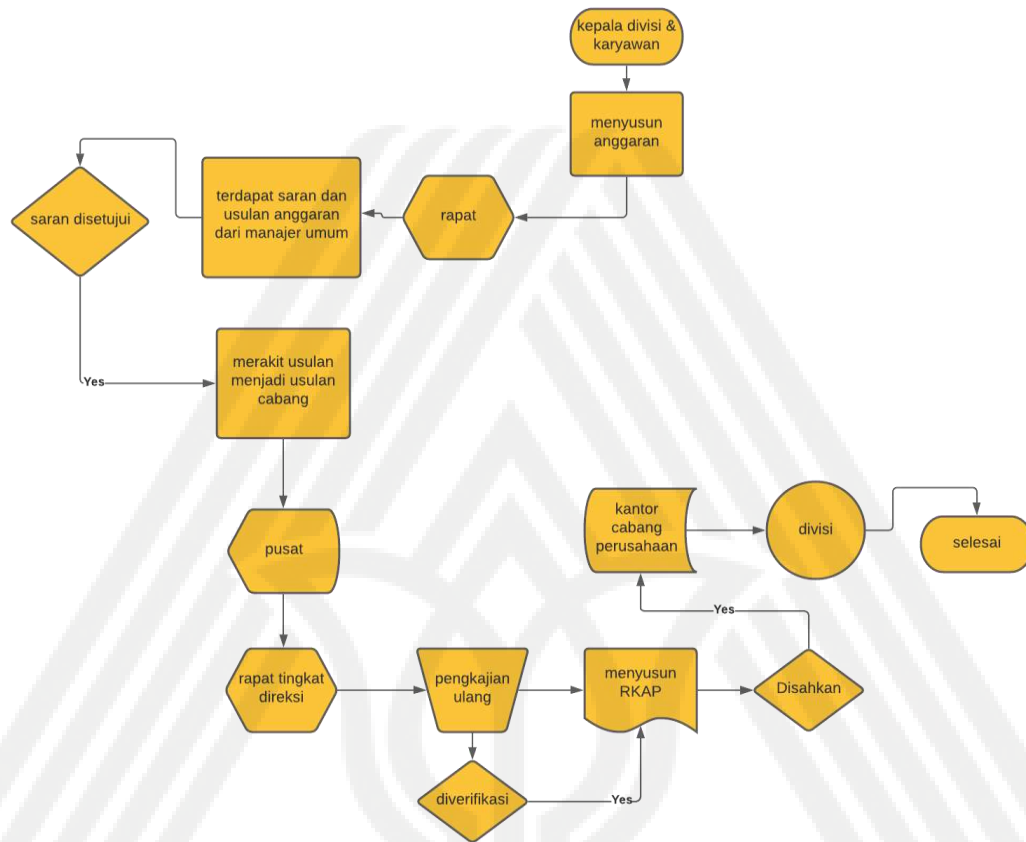 kepala divisi &
karyawan
menyusun
anggaran
rapat
terdapat saran dan
usulan anggaran
dari manajer umum
saran disetujui
Yes
merakit usulan
menjadi usulan
cabang
pusat
rapat tingkat
direksi
pengkajian
ulang
diverifikasi
Yes
menyusun
RKAP
Disahkan
Yes
kantor
cabang
perusahaan
divisi
selesai